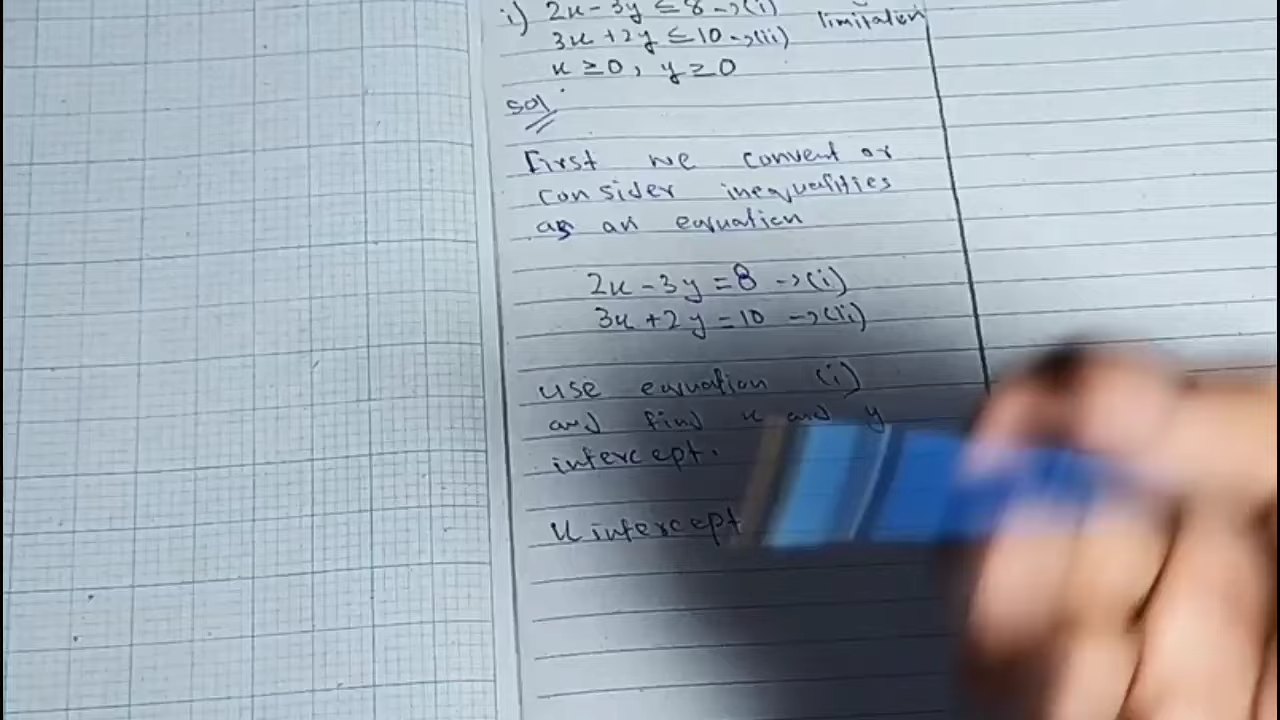 i) 2x - 3y ≤ 8 →(i)
3x + 2y ≤ 10 →(ii) limitation
x ≥ 0, y ≥ 0
sol
First we convert or
consider inequalities
as an equation
2x - 3y = 8 →(i)
3x + 2y = 10 →(ii)
use equation (i)
and find x and y
intercept.
x intercept